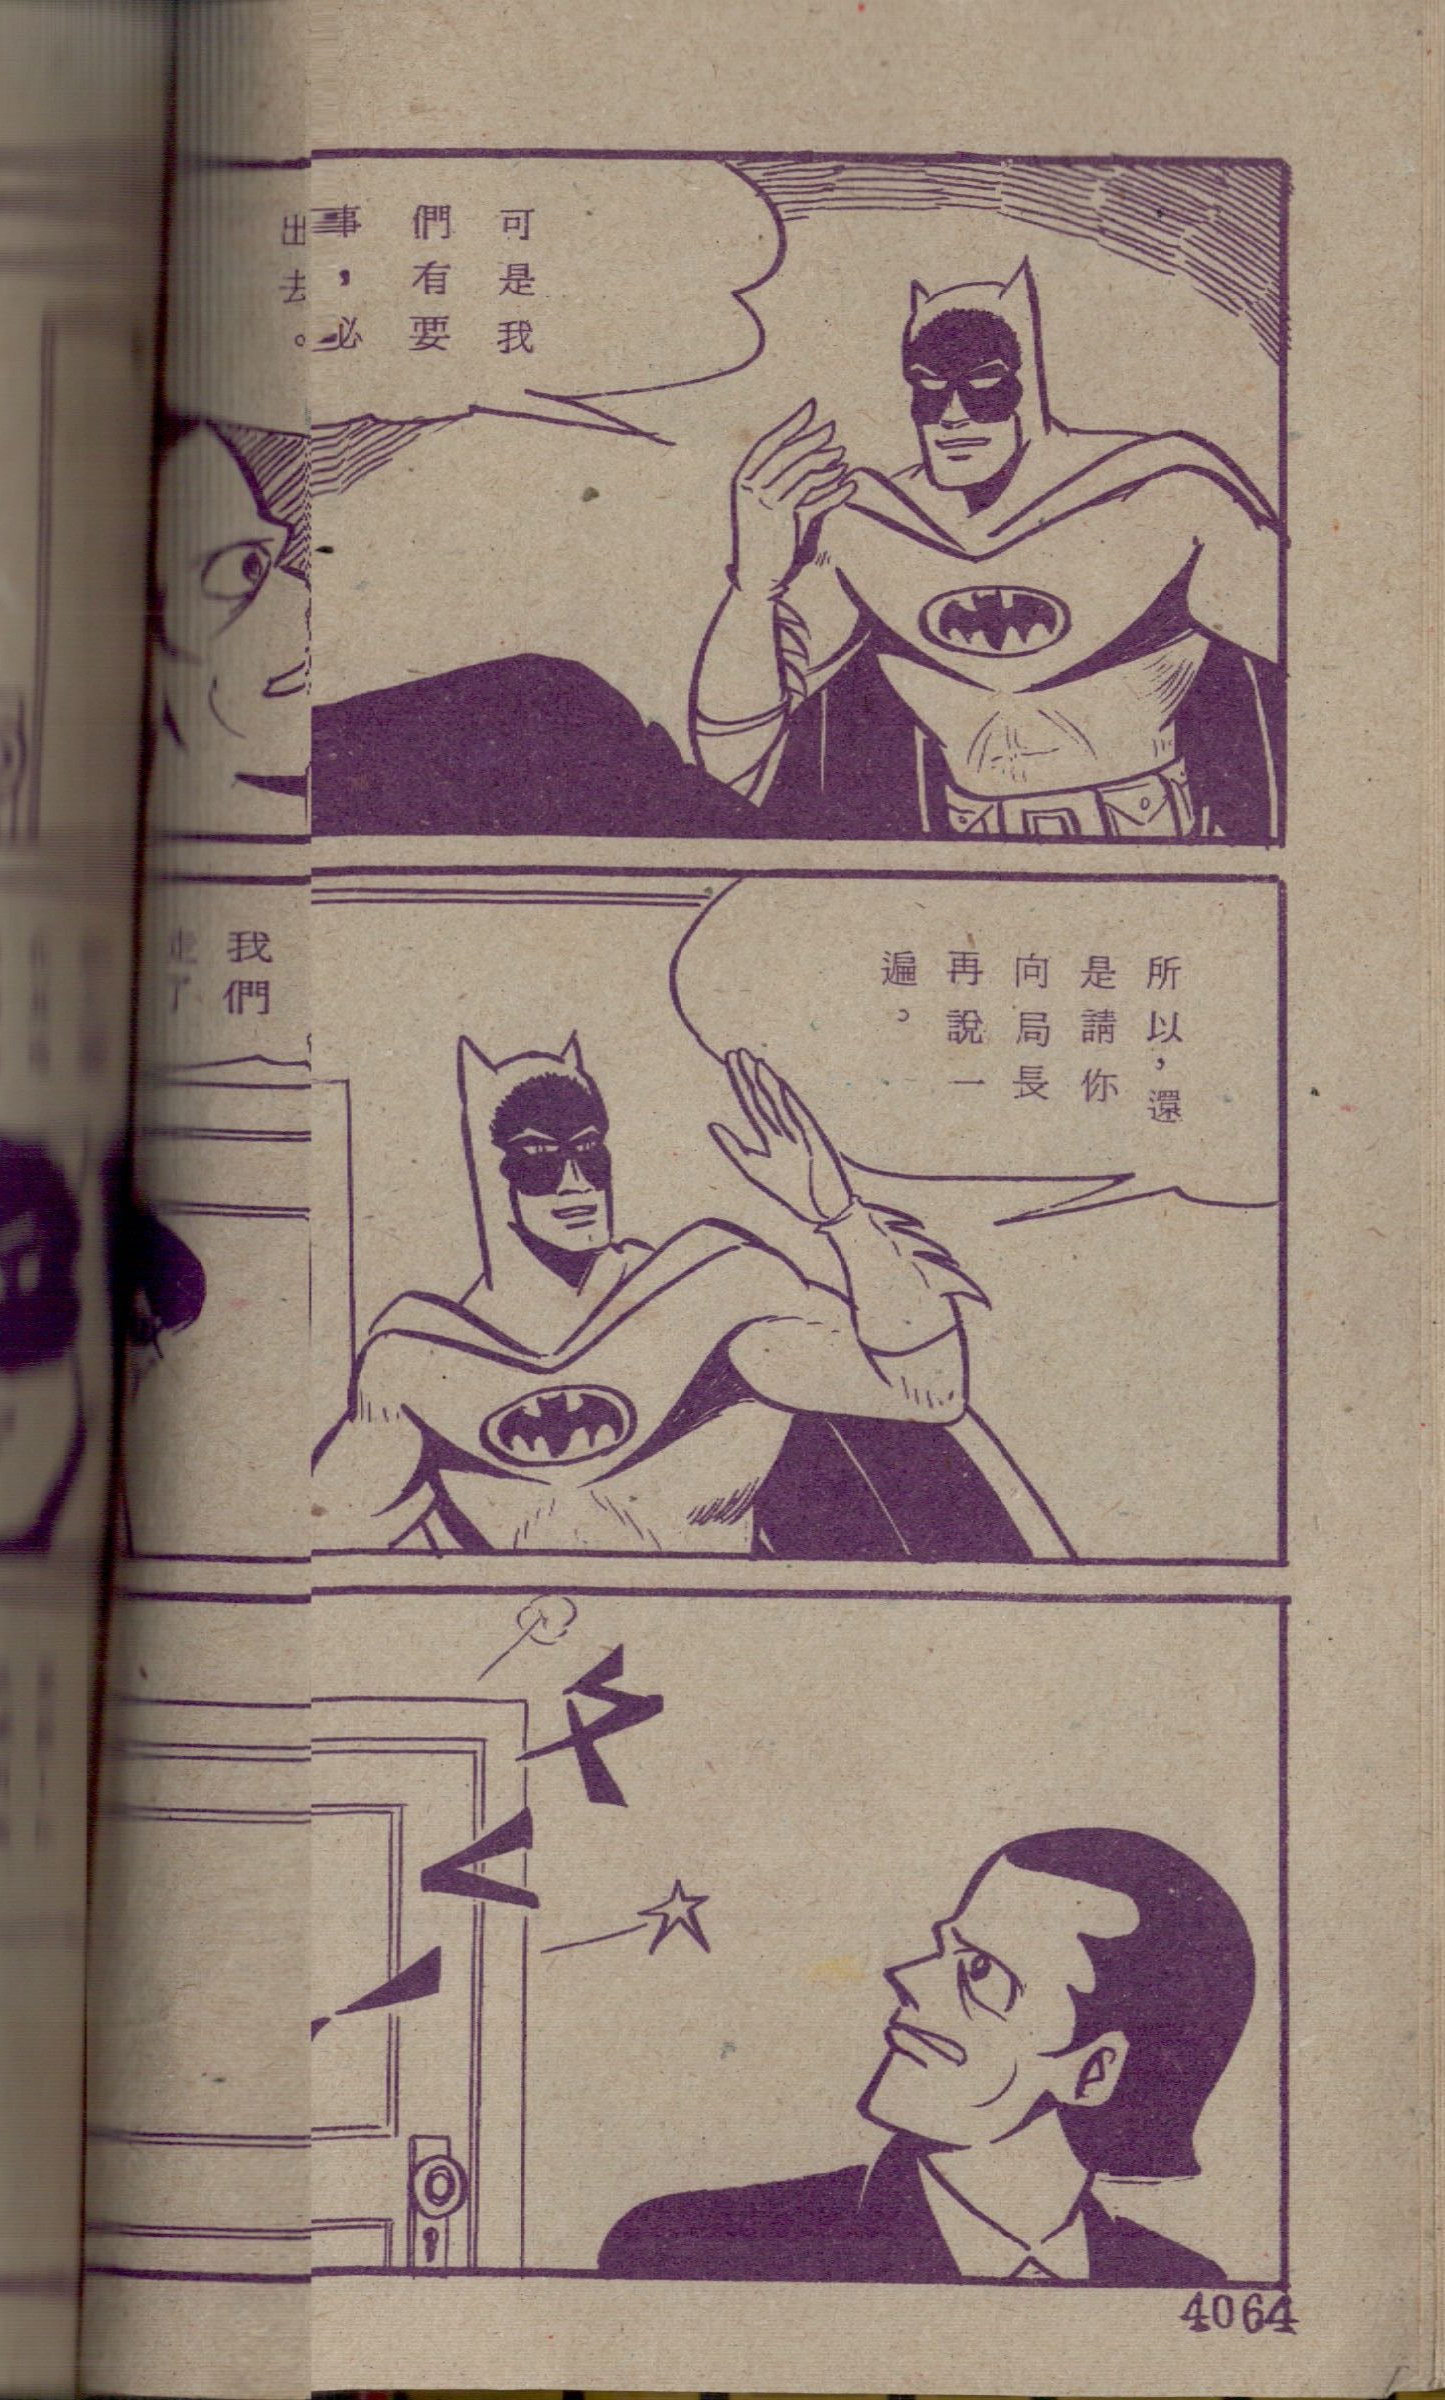 可是我
們有要
事，必
出去。
所以，還
是請你
向局長
再說一
遍。
我們
走了
4064